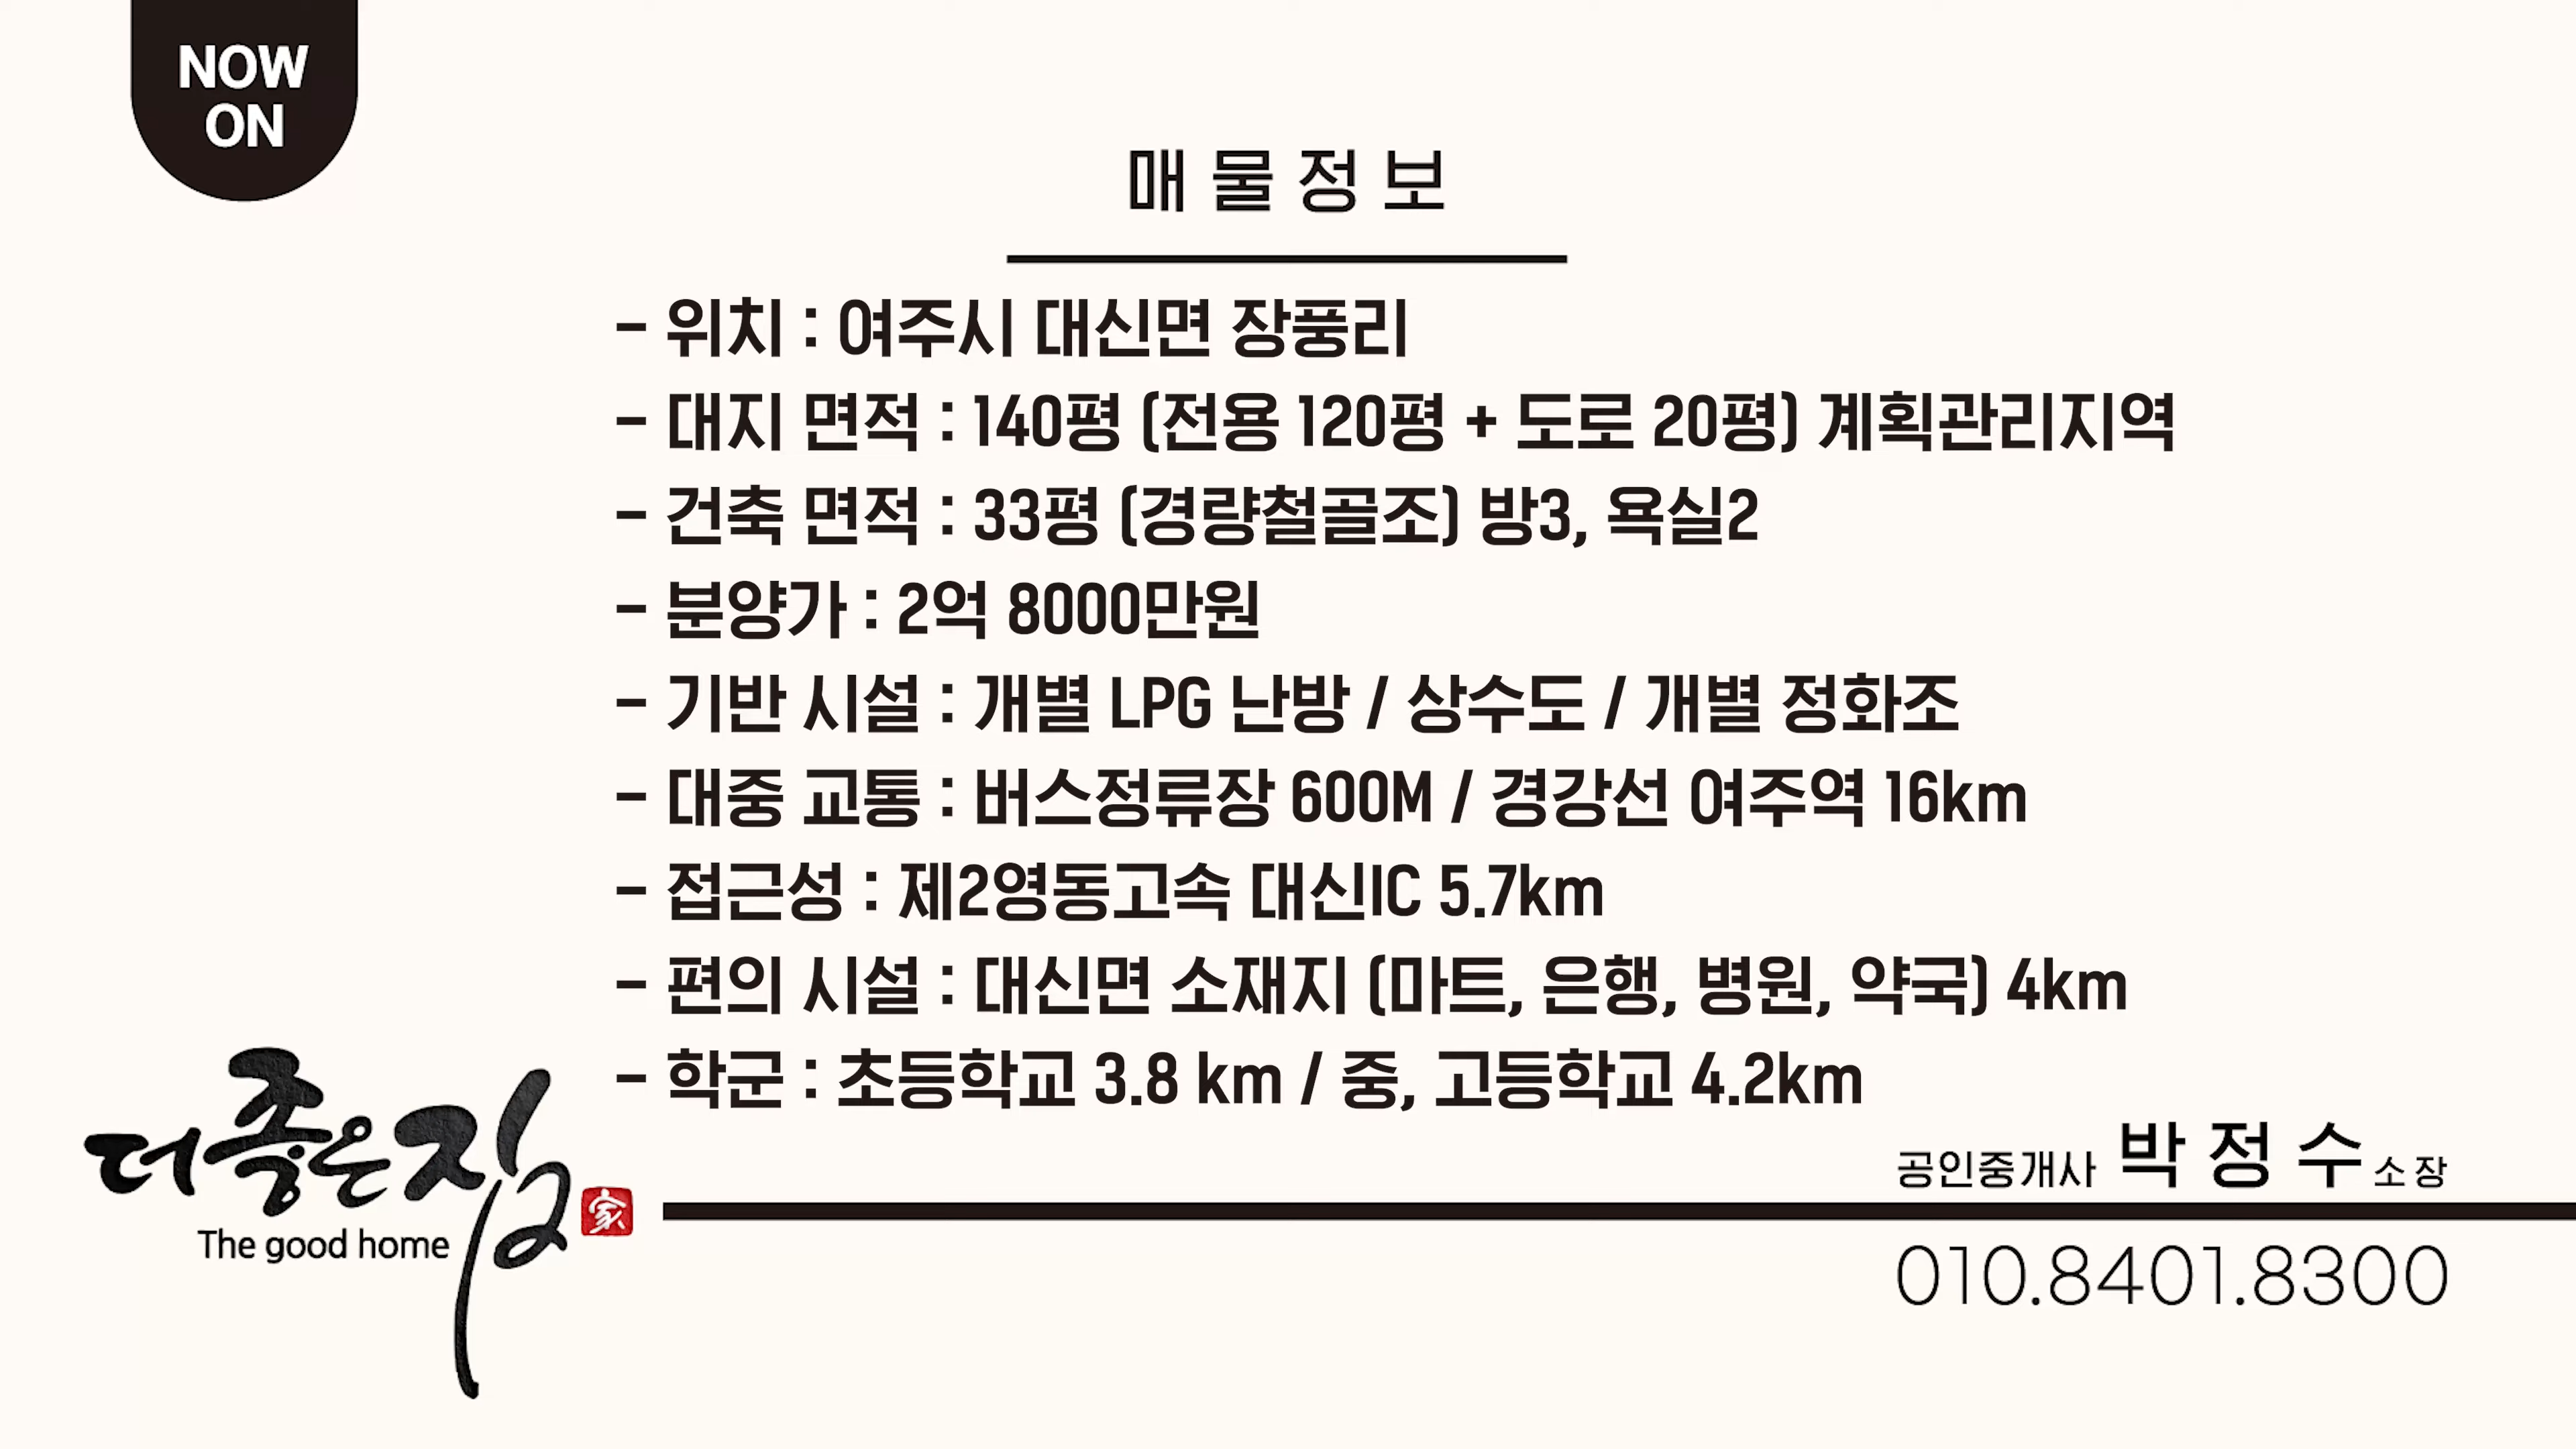 NOW
ON
매물정보
- 위치 : 여주시 대신면 장풍리
- 대지 면적 : 140평 (전용 120평 + 도로 20평) 계획관리지역
- 건축 면적 : 33평 (경량철골조) 방3, 욕실2
- 분양가 : 2억 8000만원
- 기반 시설 : 개별 LPG 난방 / 상수도 / 개별 정화조
- 대중 교통 : 버스정류장 600M / 경강선 여주역 16km
- 접근성 : 제2영동고속 대신IC 5.7km
- 편의 시설 : 대신면 소재지 (마트, 은행, 병원, 약국) 4km
- 학군 : 초등학교 3.8 km / 중, 고등학교 4.2km
더좋은집
家
The good home
공인중개사 박정수 소장
010.8401.8300